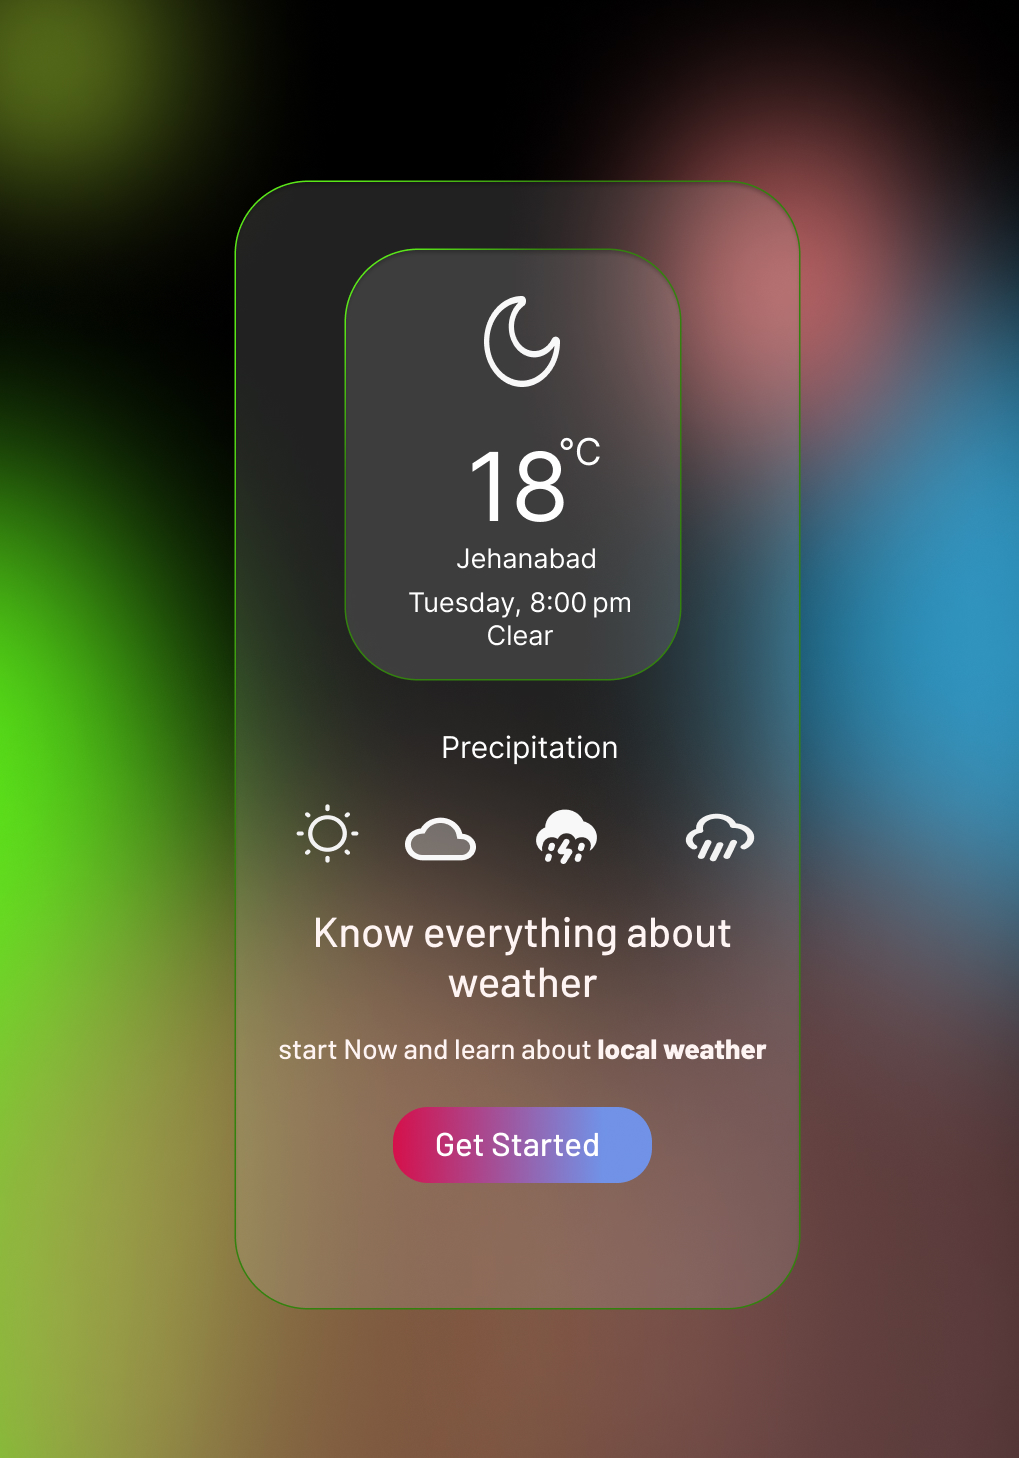 18°C
Jehanabad
Tuesday, 8:00 pm
Clear
Precipitation
Know everything about
weather
start Now and learn about local weather
Get Started